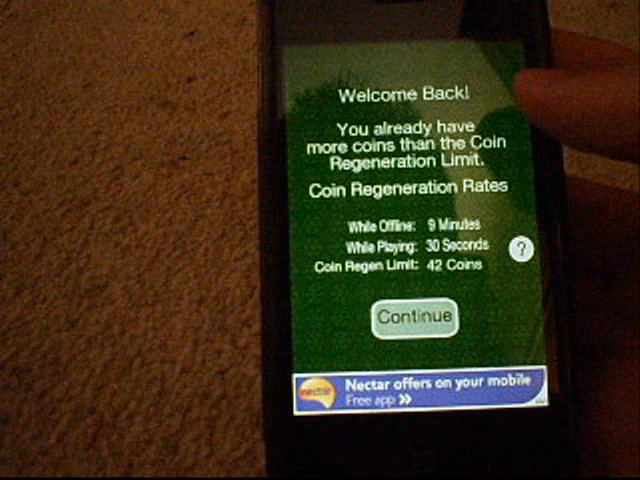 Welcome Back!
You already have
more coins than the Coin
Regeneration Limit.
Coin Regeneration Rates
While Offline: 9 Minutes
While Playing: 30 Seconds
?
Coin Regen Limit: 42 Coins
Continue
nectar
Nectar offers on your mobile
Free app »